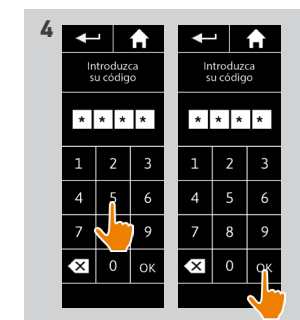 4
Introduzca
su código
* * * *
1 2 3
4 5 6
7 9
0 OK
Introduzca
su código
* * * *
1 2 3
4 5 6
7 8 9
0 OK